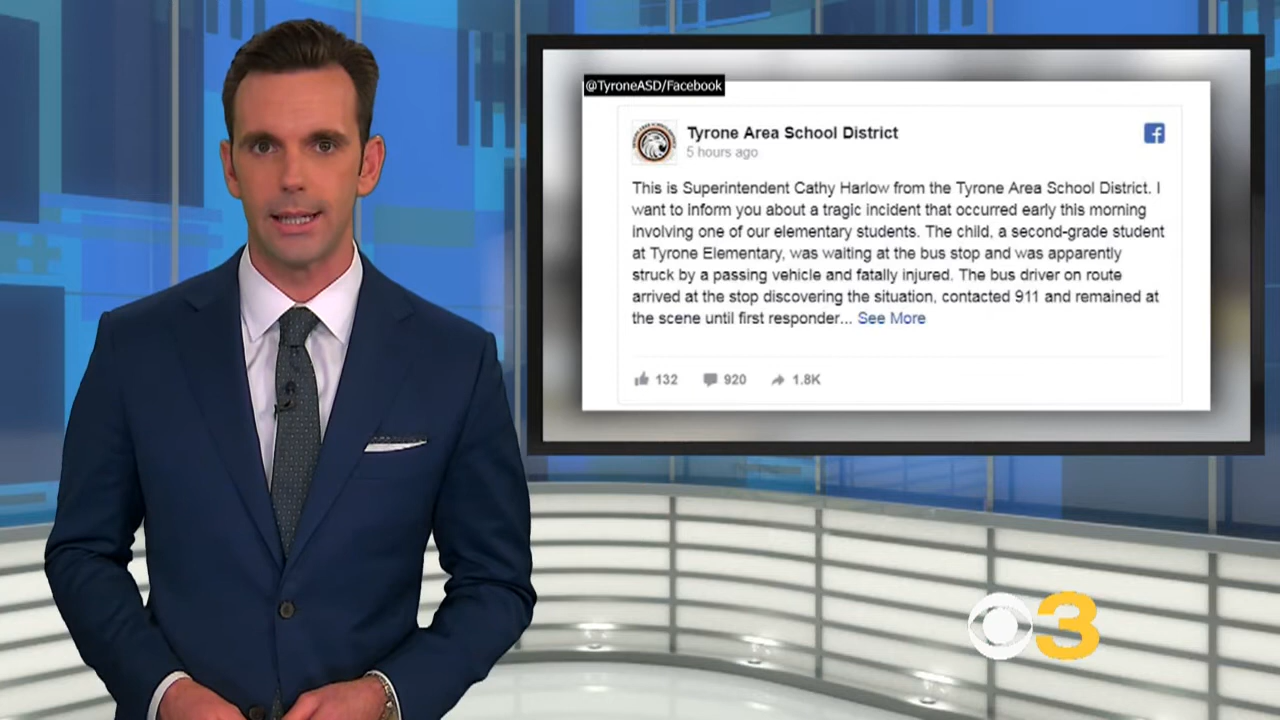 @TyroneASD/Facebook
Tyrone Area School District
5 hours ago
This is Superintendent Cathy Harlow from the Tyrone Area School District. I
want to inform you about a tragic incident that occurred early this morning
involving one of our elementary students. The child, a second-grade student
at Tyrone Elementary, was waiting at the bus stop and was apparently
struck by a passing vehicle and fatally injured. The bus driver on route
arrived at the stop discovering the situation, contacted 911 and remained at
the scene until first responder... See More
132 920 1.8K
3